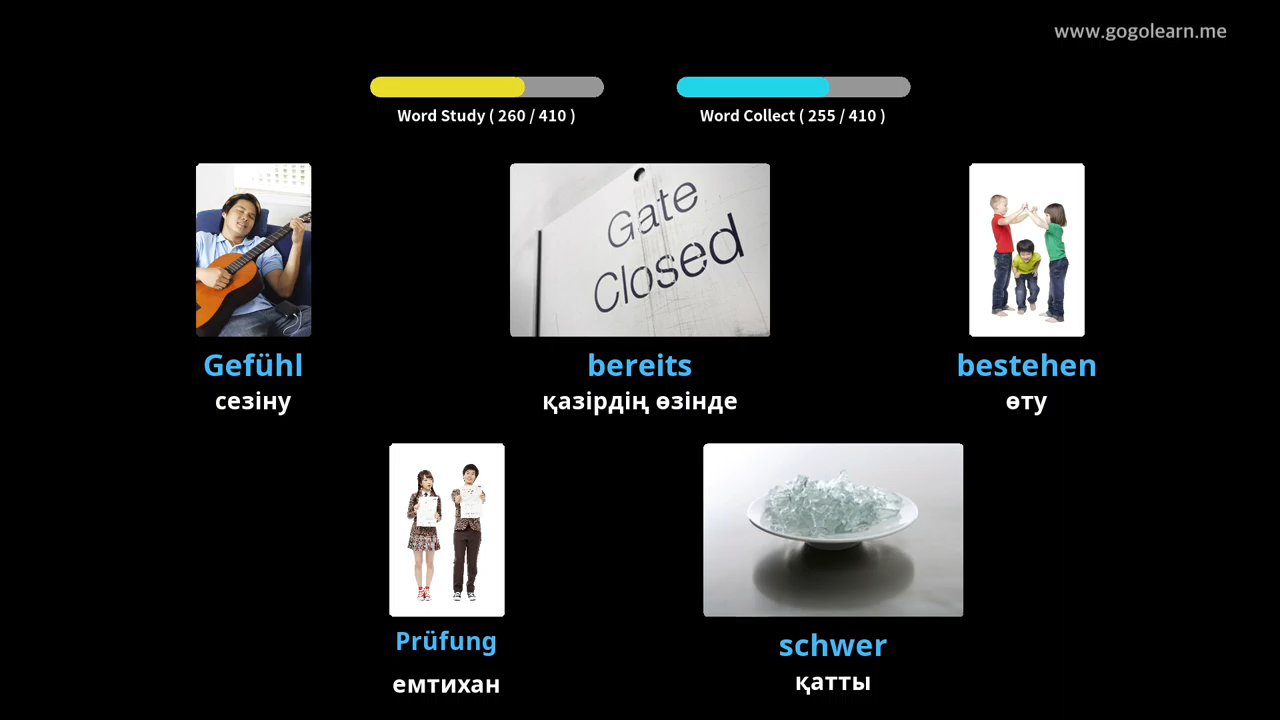 www.gogolearn.me
Word Study ( 260 / 410 )
Word Collect ( 255 / 410 )
Gate
Closed
Gefühl
сезіну
bereits
қазірдің өзінде
bestehen
өту
Prüfung
емтихан
schwer
қатты